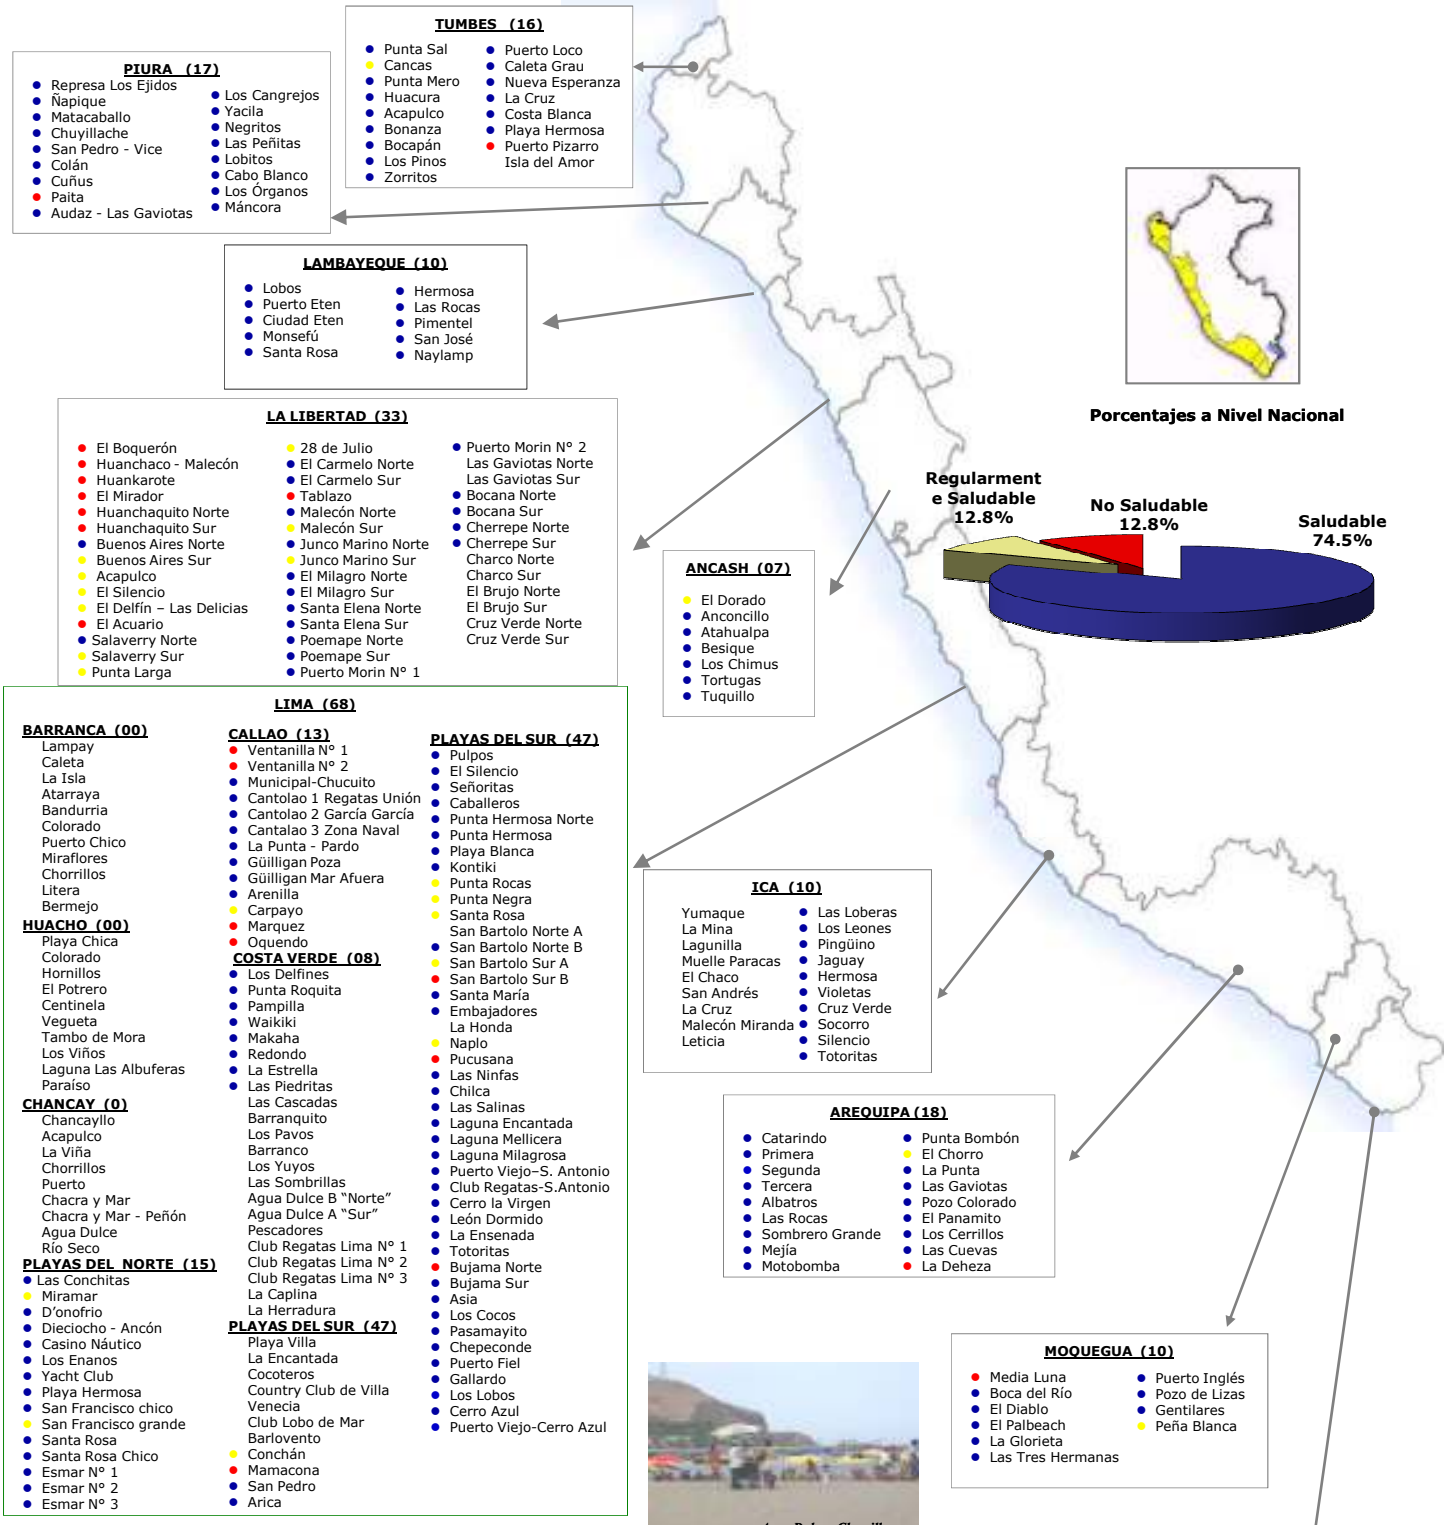 TUMBES (16)
Punta Sal
Cancas
Punta Mero
Huacura
Acapulco
Bonanza
Bocapán
Los Pinos
Zorritos
Puerto Loco
Caleta Grau
Nueva Esperanza
La Cruz
Costa Blanca
Playa Hermosa
Puerto Pizarro
Isla del Amor
PIURA (17)
Represa Los Ejidos
Ñapique
Matacaballo
Chuyillache
San Pedro - Vice
Colán
Cuñus
Paita
Audaz - Las Gaviotas
Los Cangrejos
Yacila
Negritos
Las Peñitas
Lobitos
Cabo Blanco
Los Órganos
Máncora
LAMBAYEQUE (10)
Lobos
Puerto Eten
Ciudad Eten
Monsefú
Santa Rosa
Hermosa
Las Rocas
Pimentel
San José
Naylamp
LA LIBERTAD (33)
El Boquerón
Huanchaco - Malecón
Huankarote
El Mirador
Huanchaquito Norte
Huanchaquito Sur
Buenos Aires Norte
Buenos Aires Sur
Acapulco
El Silencio
El Delfín – Las Delicias
El Acuario
Salaverry Norte
Salaverry Sur
Punta Larga
28 de Julio
El Carmelo Norte
El Carmelo Sur
Tablazo
Malecón Norte
Malecón Sur
Junco Marino Norte
Junco Marino Sur
El Milagro Norte
El Milagro Sur
Santa Elena Norte
Santa Elena Sur
Poemape Norte
Poemape Sur
Puerto Morin N° 1
Puerto Morin N° 2
Las Gaviotas Norte
Las Gaviotas Sur
Bocana Norte
Bocana Sur
Cherrepe Norte
Cherrepe Sur
Charco Norte
Charco Sur
El Brujo Norte
El Brujo Sur
Cruz Verde Norte
Cruz Verde Sur
Porcentajes a Nivel Nacional
Regularment
e Saludable
12.8%
No Saludable
12.8%
Saludable
74.5%
ANCASH (07)
El Dorado
Anconcillo
Atahualpa
Besique
Los Chimus
Tortugas
Tuquillo
LIMA (68)
BARRANCA (00)
Lampay
Caleta
La Isla
Atarraya
Bandurria
Colorado
Puerto Chico
Miraflores
Chorrillos
Litera
Bermejo
HUACHO (00)
Playa Chica
Colorado
Hornillos
El Potrero
Centinela
Vegueta
Tambo de Mora
Los Viños
Laguna Las Albuferas
Paraíso
CHANCAY (0)
Chancayllo
Acapulco
La Viña
Chorrillos
Puerto
Chacra y Mar
Chacra y Mar - Peñón
Agua Dulce
Río Seco
PLAYAS DEL NORTE (15)
Las Conchitas
Miramar
D'onofrio
Dieciocho - Ancón
Casino Náutico
Los Enanos
Yacht Club
Playa Hermosa
San Francisco chico
San Francisco grande
Santa Rosa
Santa Rosa Chico
Esmar N° 1
Esmar N° 2
Esmar N° 3
CALLAO (13)
Ventanilla N° 1
Ventanilla N° 2
Municipal-Chucuito
Cantolao 1 Regatas Unión
Cantolao 2 García García
Cantalao 3 Zona Naval
La Punta - Pardo
Güilligan Poza
Güilligan Mar Afuera
Arenilla
Carpayo
Marquez
Oquendo
COSTA VERDE (08)
Los Delfines
Punta Roquita
Pampilla
Waikiki
Makaha
Redondo
La Estrella
Las Piedritas
Las Cascadas
Barranquito
Los Pavos
Barranco
Los Yuyos
Las Sombrillas
Agua Dulce B “Norte”
Agua Dulce A “Sur”
Pescadores
Club Regatas Lima N° 1
Club Regatas Lima N° 2
Club Regatas Lima N° 3
La Caplina
La Herradura
PLAYAS DEL SUR (47)
Playa Villa
La Encantada
Cocoteros
Country Club de Villa
Venecia
Club Lobo de Mar
Barlovento
Conchán
Mamacona
San Pedro
Arica
PLAYAS DEL SUR (47)
Pulpos
El Silencio
Señoritas
Caballeros
Punta Hermosa Norte
Punta Hermosa
Playa Blanca
Kontiki
Punta Rocas
Punta Negra
Santa Rosa
San Bartolo Norte A
San Bartolo Norte B
San Bartolo Sur A
San Bartolo Sur B
Santa María
Embajadores
La Honda
Naplo
Pucusana
Las Ninfas
Chilca
Las Salinas
Laguna Encantada
Laguna Mellicera
Laguna Milagrosa
Puerto Viejo–S. Antonio
Club Regatas-S.Antonio
Cerro la Virgen
León Dormido
La Ensenada
Totoritas
Bujama Norte
Bujama Sur
Asia
Los Cocos
Pasamayito
Chepeconde
Puerto Fiel
Gallardo
Los Lobos
Cerro Azul
Puerto Viejo-Cerro Azul
ICA (10)
Yumaque
La Mina
Lagunilla
Muelle Paracas
El Chaco
San Andrés
La Cruz
Malecón Miranda
Leticia
Las Loberas
Los Leones
Pingüino
Jaguay
Hermosa
Violetas
Cruz Verde
Socorro
Silencio
Totoritas
AREQUIPA (18)
Catarindo
Primera
Segunda
Tercera
Albatros
Las Rocas
Sombrero Grande
Mejía
Motobomba
Punta Bombón
El Chorro
La Punta
Las Gaviotas
Pozo Colorado
El Panamito
Los Cerrillos
Las Cuevas
La Deheza
MOQUEGUA (10)
Media Luna
Boca del Río
El Diablo
El Palbeach
La Glorieta
Las Tres Hermanas
Puerto Inglés
Pozo de Lizas
Gentilares
Peña Blanca